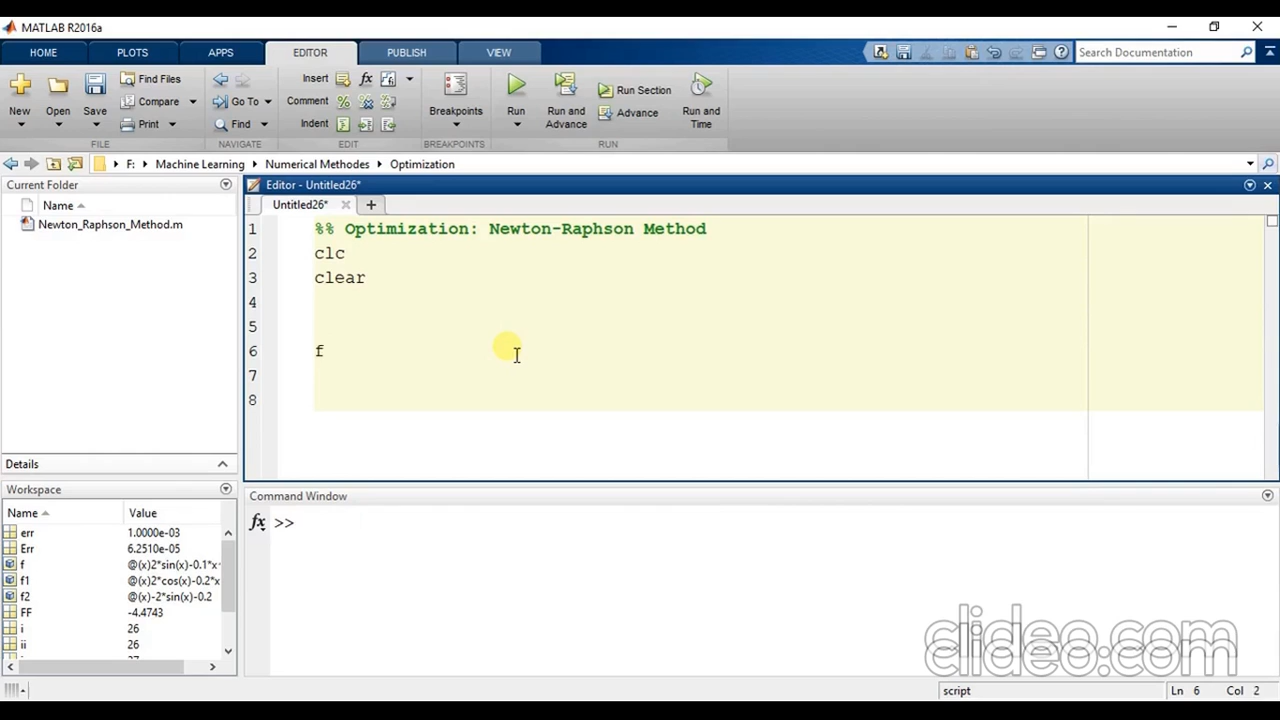 MATLAB R2016a
HOME PLOTS APPS EDITOR PUBLISH VIEW Search Documentation
New Open Save Find Files Compare Print
Go To Find
Insert fx Comment Indent
Breakpoints Run Run and Advance Run Section Advance Run and Time
FILE NAVIGATE EDIT BREAKPOINTS RUN
F: Machine Learning Numerical Methodes Optimization
Current Folder
Name
Newton_Raphson_Method.m
Details
Workspace
Name Value
err 1.0000e-03
Err 6.2510e-05
f @(x)2*sin(x)-0.1*x
f1 @(x)2*cos(x)-0.2*x
f2 @(x)-2*sin(x)-0.2
FF -4.4743
i 26
ii 26
Editor - Untitled26*
Untitled26*
1 %% Optimization: Newton-Raphson Method
2 clc
3 clear
4
5
6 f
7
8
Command Window
fx >>
clideo.com
clideo.com
script Ln 6 Col 2